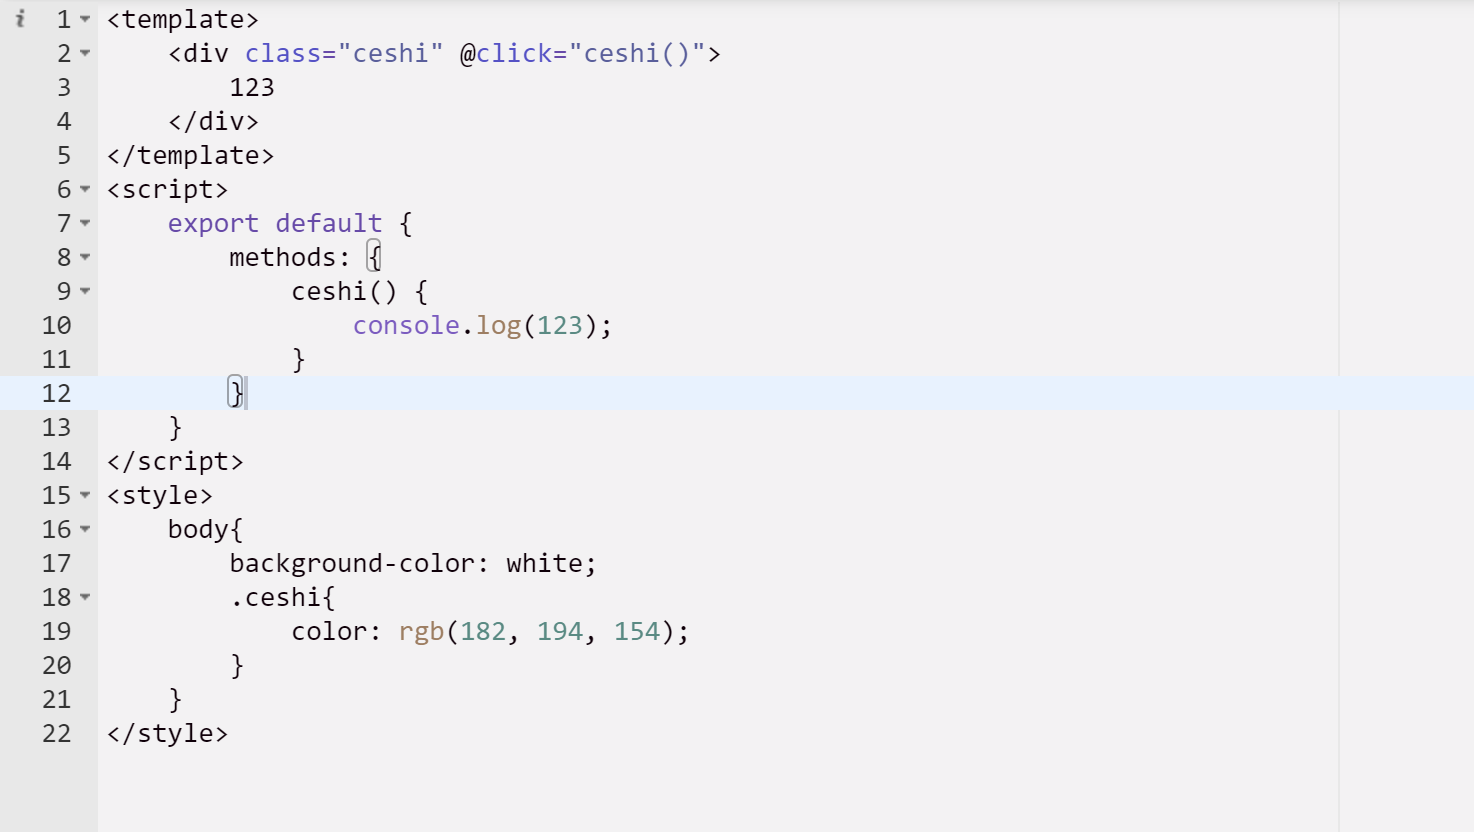 i 1 <template>
2     <div class="ceshi" @click="ceshi()">
3         123
4     </div>
5 </template>
6 <script>
7     export default {
8         methods: {
9             ceshi() {
10                 console.log(123);
11             }
12         }
13     }
14 </script>
15 <style>
16     body{
17         background-color: white;
18         .ceshi{
19             color: rgb(182, 194, 154);
20         }
21     }
22 </style>